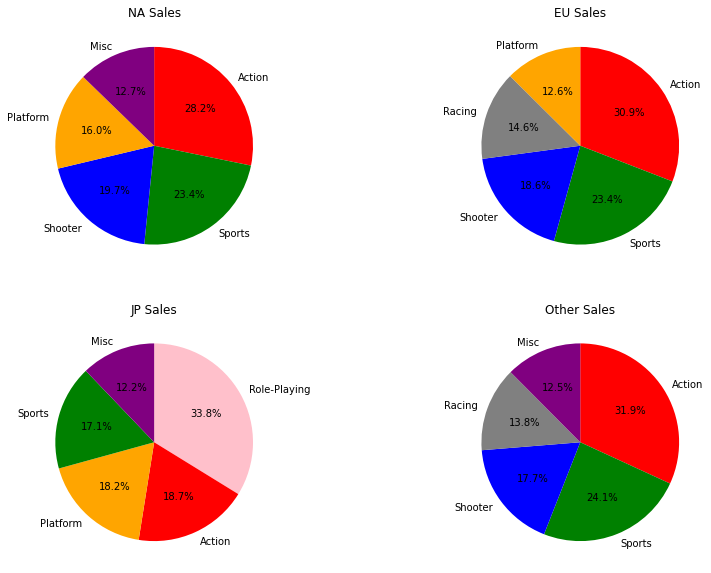 NA Sales
Misc
12.7%
Action
28.2%
Platform
16.0%
19.7%
23.4%
Shooter
Sports
EU Sales
Platform
12.6%
Action
30.9%
Racing
14.6%
18.6%
23.4%
Shooter
Sports
JP Sales
Misc
12.2%
Role-Playing
33.8%
Sports
17.1%
18.2%
18.7%
Platform
Action
Other Sales
Misc
12.5%
Action
31.9%
Racing
13.8%
17.7%
24.1%
Shooter
Sports